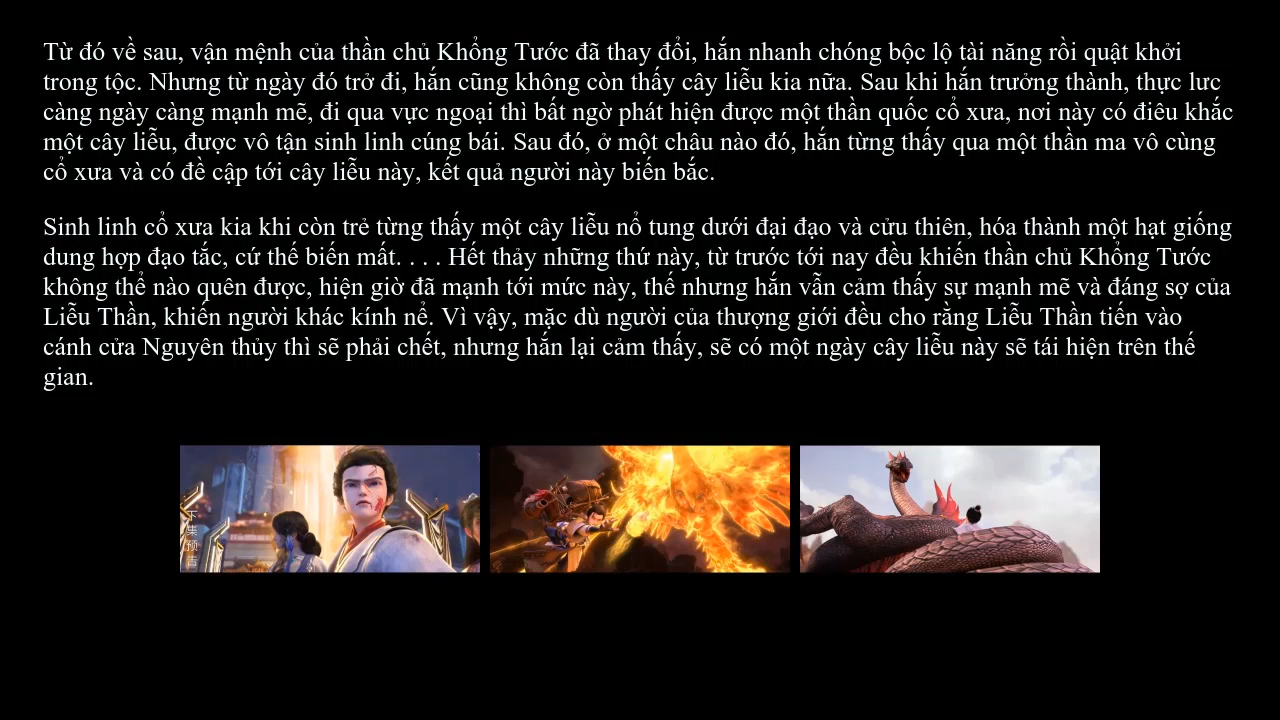 Từ đó về sau, vận mệnh của thần chủ Khổng Tước đã thay đổi, hắn nhanh chóng bộc lộ tài năng rồi quật khởi
trong tộc. Nhưng từ ngày đó trở đi, hắn cũng không còn thấy cây liễu kia nữa. Sau khi hắn trưởng thành, thực lưc
càng ngày càng mạnh mẽ, đi qua vực ngoại thì bất ngờ phát hiện được một thần quốc cổ xưa, nơi này có điêu khắc
một cây liễu, được vô tận sinh linh cúng bái. Sau đó, ở một châu nào đó, hắn từng thấy qua một thần ma vô cùng
cổ xưa và có đề cập tới cây liễu này, kết quả người này biến bắc.
Sinh linh cổ xưa kia khi còn trẻ từng thấy một cây liễu nổ tung dưới đại đạo và cửu thiên, hóa thành một hạt giống
dung hợp đạo tắc, cứ thế biến mất. . . . Hết thảy những thứ này, từ trước tới nay đều khiến thần chủ Khổng Tước
không thể nào quên được, hiện giờ đã mạnh tới mức này, thế nhưng hắn vẫn cảm thấy sự mạnh mẽ và đáng sợ của
Liễu Thần, khiến người khác kính nể. Vì vậy, mặc dù người của thượng giới đều cho rằng Liễu Thần tiến vào
cánh cửa Nguyên thủy thì sẽ phải chết, nhưng hắn lại cảm thấy, sẽ có một ngày cây liễu này sẽ tái hiện trên thế
gian.
下集预告